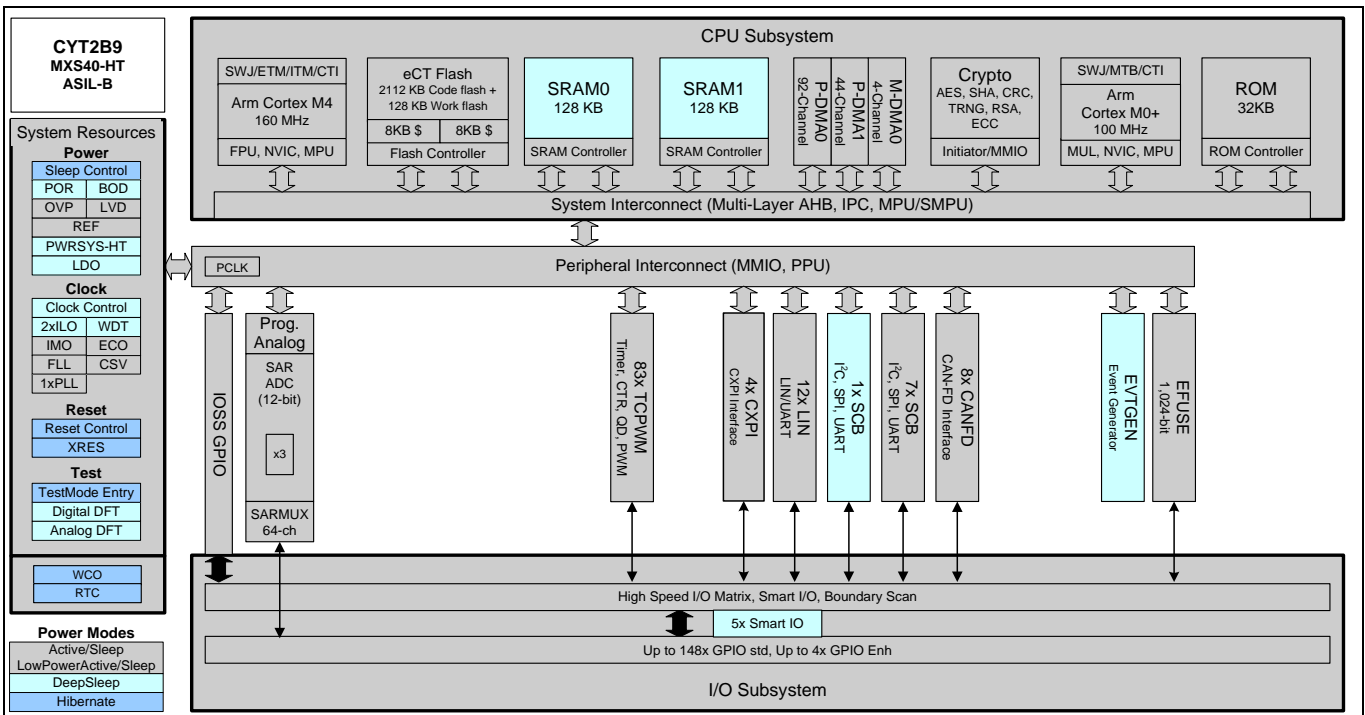 CYT2B9
MXS40-HT
ASIL-B
System Resources
Power
Sleep Control
POR BOD
OVP LVD
REF
PWRSYS-HT
LDO
Clock
Clock Control
2xILO WDT
IMO ECO
FLL CSV
1xPLL
Reset
Reset Control
XRES
Test
TestMode Entry
Digital DFT
Analog DFT
WCO
RTC
Power Modes
Active/Sleep
LowPowerActive/Sleep
DeepSleep
Hibernate
CPU Subsystem
SWJ/ETM/ITM/CTI
Arm Cortex M4
160 MHz
FPU, NVIC, MPU
eCT Flash
2112 KB Code flash +
128 KB Work flash
8KB $ 8KB $
Flash Controller
SRAM0
128 KB
SRAM Controller
SRAM1
128 KB
SRAM Controller
P-DMA0
92-Channel
P-DMA1
44-Channel
M-DMA0
4-Channel
Crypto
AES, SHA, CRC,
TRNG, RSA,
ECC
Initiator/MMIO
SWJ/MTB/CTI
Arm
Cortex M0+
100 MHz
MUL, NVIC, MPU
ROM
32KB
ROM Controller
System Interconnect (Multi-Layer AHB, IPC, MPU/SMPU)
PCLK
Peripheral Interconnect (MMIO, PPU)
IOSS GPIO
Prog.
Analog
SAR
ADC
(12-bit)
x3
SARMUX
64-ch
83x TCPWM
Timer, CTR, QD, PWM
4x CXPI
CXPI Interface
12x LIN
LIN/UART
1x SCB
I²C, SPI, UART
7x SCB
I²C, SPI, UART
8x CANFD
CAN-FD Interface
EVTGEN
Event Generator
EFUSE
1,024-bit
High Speed I/O Matrix, Smart I/O, Boundary Scan
5x Smart IO
Up to 148x GPIO std, Up to 4x GPIO Enh
I/O Subsystem